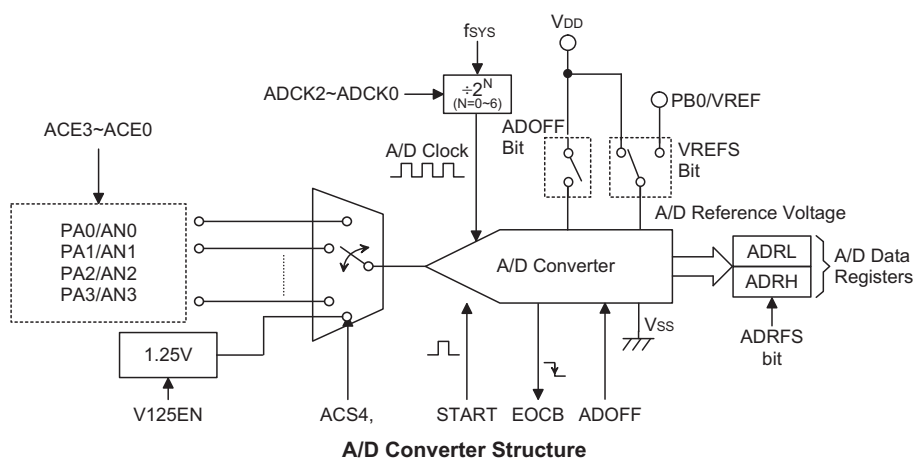 fSYS
VDD
÷2^N
(N=0~6)
ADCK2~ADCK0
PB0/VREF
ADOFF
Bit
VREFS
Bit
ACE3~ACE0
A/D Clock
A/D Reference Voltage
PA0/AN0
PA1/AN1
PA2/AN2
PA3/AN3
A/D Converter
ADRL
ADRH
A/D Data
Registers
VSS
ADRFS
bit
1.25V
V125EN
ACS4,
START
EOCB
ADOFF
A/D Converter Structure